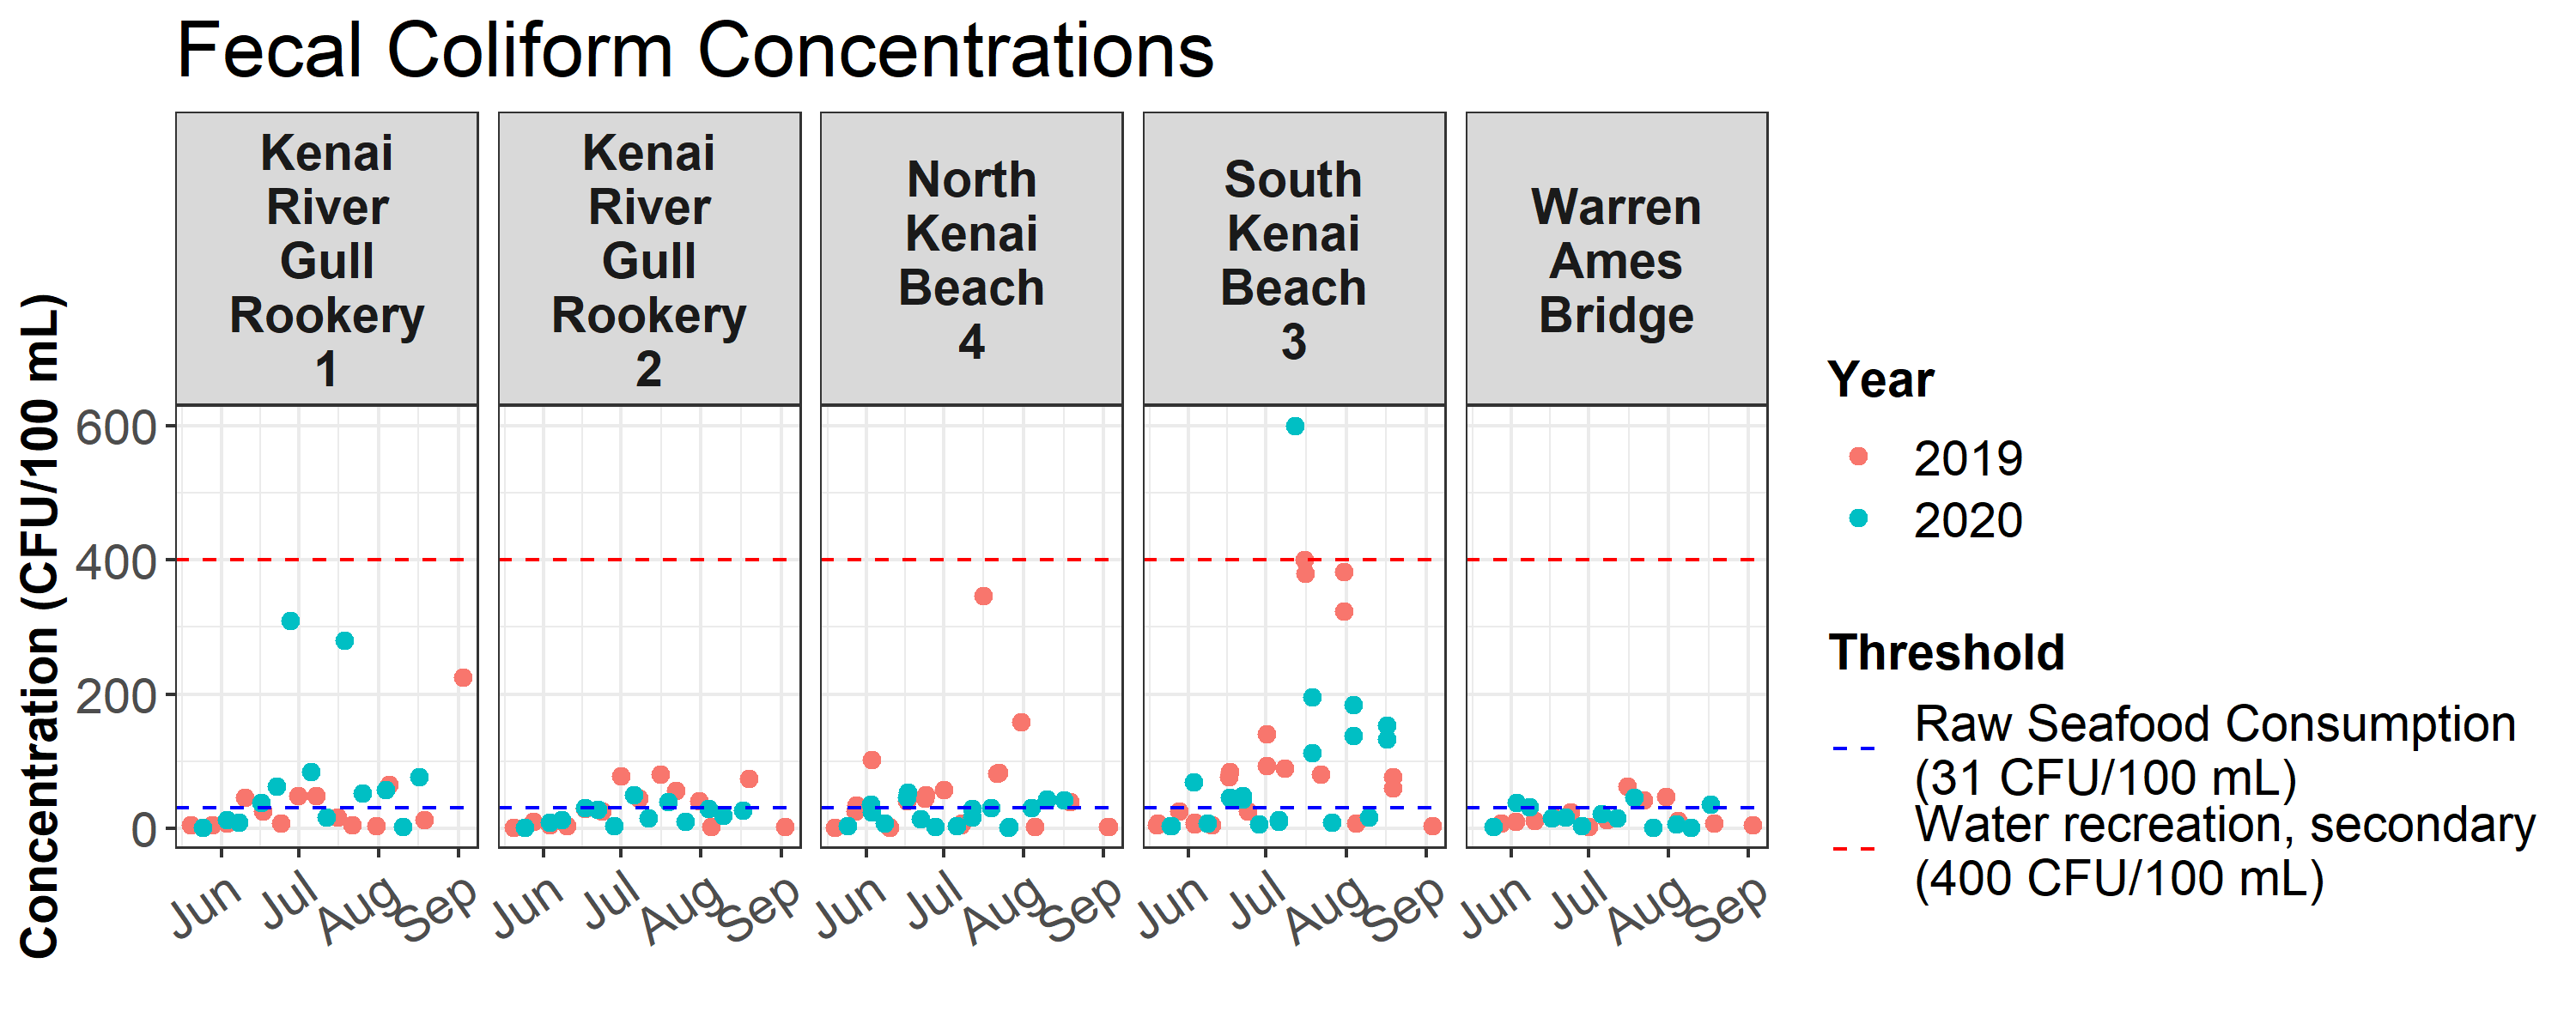 Fecal Coliform Concentrations
Kenai
River
Gull
Rookery
1
Kenai
River
Gull
Rookery
2
North
Kenai
Beach
4
South
Kenai
Beach
3
Warren
Ames
Bridge
Concentration (CFU/100 mL)
600
400
200
0
Jun Jul Aug Sep
Jun Jul Aug Sep
Jun Jul Aug Sep
Jun Jul Aug Sep
Jun Jul Aug Sep
Year
2019
2020
Threshold
Raw Seafood Consumption
(31 CFU/100 mL)
Water recreation, secondary
(400 CFU/100 mL)